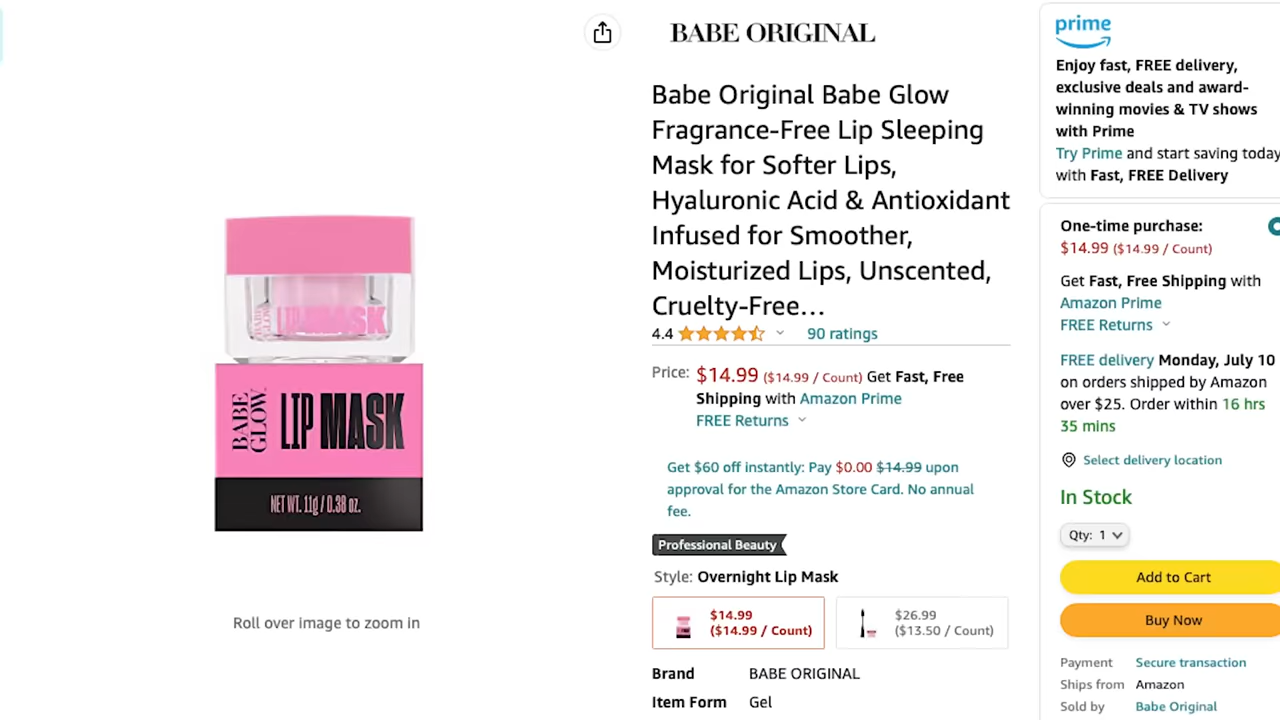 BABE ORIGINAL
Babe Original Babe Glow
Fragrance-Free Lip Sleeping
Mask for Softer Lips,
Hyaluronic Acid & Antioxidant
Infused for Smoother,
Moisturized Lips, Unscented,
Cruelty-Free…
4.4 90 ratings
Price: $14.99 ($14.99 / Count) Get Fast, Free
Shipping with Amazon Prime
FREE Returns
Get $60 off instantly: Pay $0.00 $14.99 upon
approval for the Amazon Store Card. No annual
fee.
Professional Beauty
Style: Overnight Lip Mask
$14.99
($14.99 / Count)
$26.99
($13.50 / Count)
Brand BABE ORIGINAL
Item Form Gel
BABE
GLOW
LIP MASK
BABE
GLOW
LIP MASK
NET WT. 11g / 0.38 oz.
Roll over image to zoom in
prime
Enjoy fast, FREE delivery,
exclusive deals and award-
winning movies & TV shows
with Prime
Try Prime and start saving today
with Fast, FREE Delivery
One-time purchase:
$14.99 ($14.99 / Count)
Get Fast, Free Shipping with
Amazon Prime
FREE Returns
FREE delivery Monday, July 10
on orders shipped by Amazon
over $25. Order within 16 hrs
35 mins
Select delivery location
In Stock
Qty: 1
Add to Cart
Buy Now
Payment Secure transaction
Ships from Amazon
Sold by Babe Original